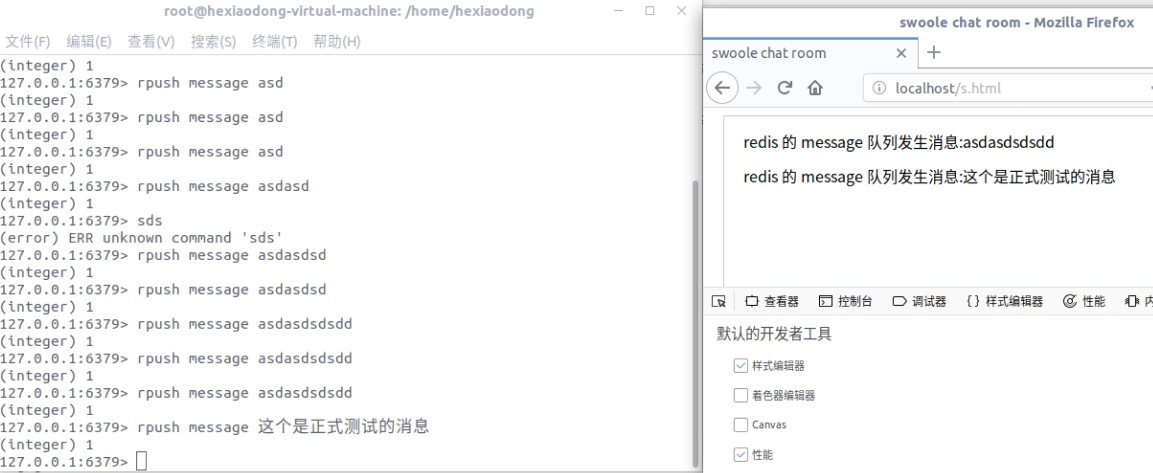 root@hexiaodong-virtual-machine: /home/hexiaodong
文件(F) 编辑(E) 查看(V) 搜索(S) 终端(T) 帮助(H)
(integer) 1
127.0.0.1:6379> rpush message asd
(integer) 1
127.0.0.1:6379> rpush message asd
(integer) 1
127.0.0.1:6379> rpush message asd
(integer) 1
127.0.0.1:6379> rpush message asdasd
(integer) 1
127.0.0.1:6379> sds
(error) ERR unknown command 'sds'
127.0.0.1:6379> rpush message asdasdsd
(integer) 1
127.0.0.1:6379> rpush message asdasdsd
(integer) 1
127.0.0.1:6379> rpush message asdasdsdsdd
(integer) 1
127.0.0.1:6379> rpush message asdasdsdsdd
(integer) 1
127.0.0.1:6379> rpush message asdasdsdsdd
(integer) 1
127.0.0.1:6379> rpush message 这个是正式测试的消息
(integer) 1
127.0.0.1:6379>
swoole chat room - Mozilla Firefox
swoole chat room
localhost/s.html
redis 的 message 队列发生消息:asdasdsdsdd
redis 的 message 队列发生消息:这个是正式测试的消息
查看器 控制台 调试器 {} 样式编辑器 性能 内
默认的开发者工具
样式编辑器
着色器编辑器
Canvas
性能